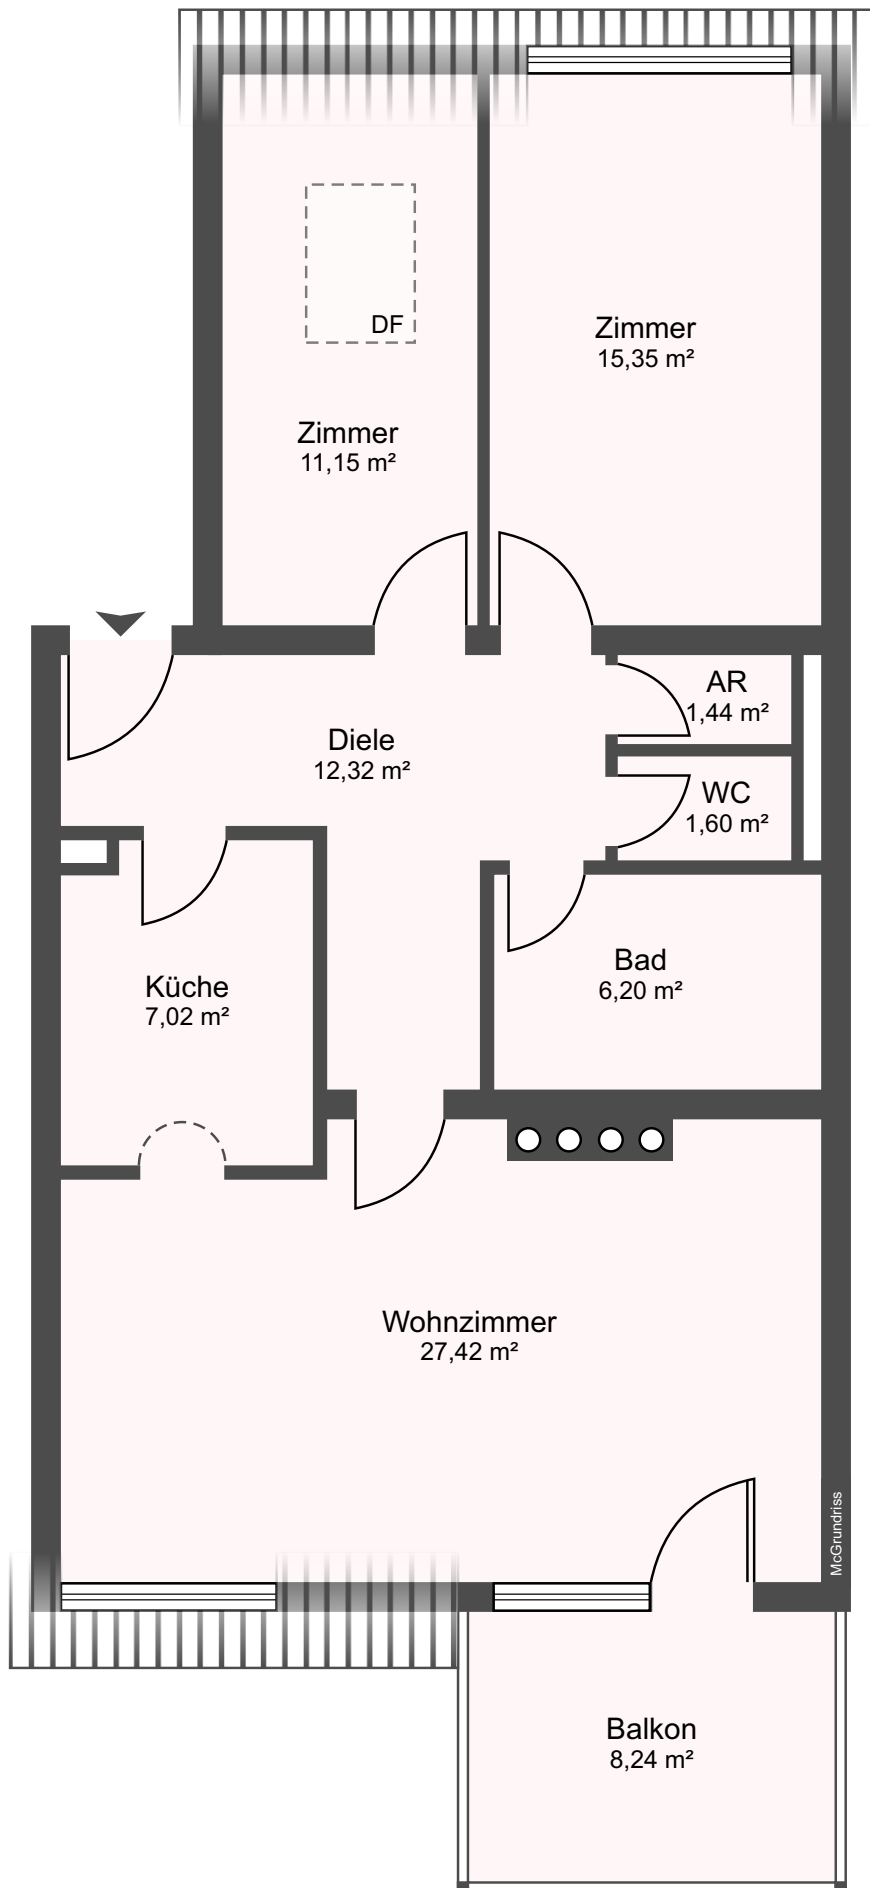 DF
Zimmer
15,35 m²
Zimmer
11,15 m²
AR
1,44 m²
Diele
12,32 m²
WC
1,60 m²
Bad
6,20 m²
Küche
7,02 m²
Wohnzimmer
27,42 m²
McGrundriss
Balkon
8,24 m²